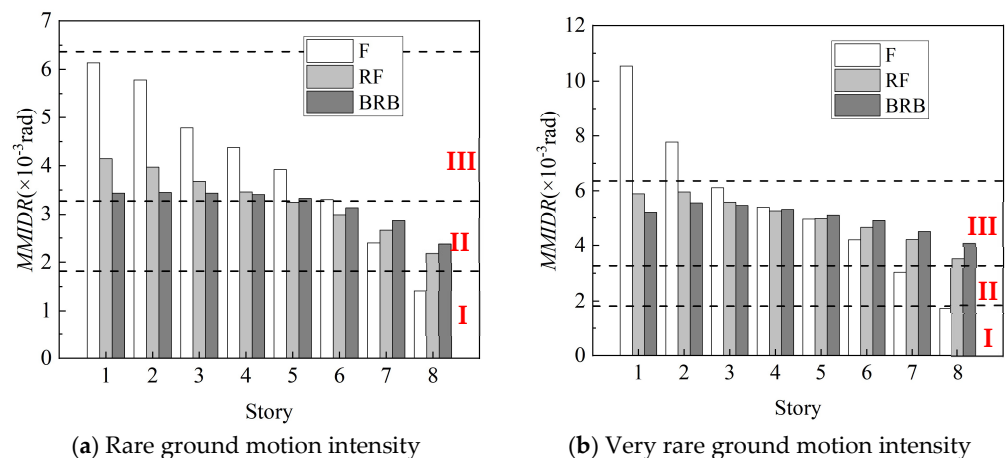 7
6
5
4
3
2
1
0
MMIDR(×10⁻³rad)
F
RF
BRB
III
II
I
1 2 3 4 5 6 7 8
Story
(a) Rare ground motion intensity
12
10
8
6
4
2
0
MMIDR(×10⁻³rad)
F
RF
BRB
III
II
I
1 2 3 4 5 6 7 8
Story
(b) Very rare ground motion intensity